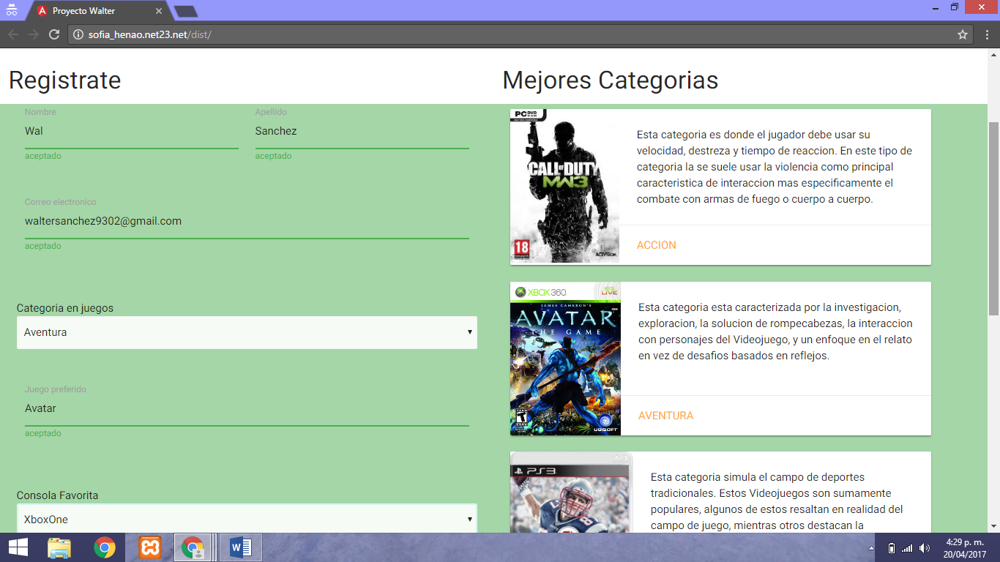 Proyecto Walter
sofia_henao.net23.net/dist/
Registrate
Nombre
Wal
aceptado
Apellido
Sanchez
aceptado
Correo electronico
waltersanchez9302@gmail.com
aceptado
Categoria en juegos
Aventura
Juego preferido
Avatar
aceptado
Consola Favorita
XboxOne
Mejores Categorias
PC DVD
CALL OF DUTY
MW3
18
ACTIVISION
Esta categoria es donde el jugador debe usar su
velocidad, destreza y tiempo de reaccion. En este tipo de
categoria la se suele usar la violencia como principal
caracteristica de interaccion mas especificamente el
combate con armas de fuego o cuerpo a cuerpo.
ACCION
XBOX 360
XBOX LIVE
JAMES CAMERON'S
AVATAR
THE GAME
TEEN
T
UBISOFT
Esta categoria esta caracterizada por la investigacion,
exploracion, la solucion de rompecabezas, la interaccion
con personajes del Videojuego, y un enfoque en el relato
en vez de desafios basados en reflejos.
AVENTURA
PS3
Esta categoria simula el campo de deportes
tradicionales. Estos Videojuegos son sumamente
populares, algunos de estos resaltan en realidad del
campo de juego, mientras otros destacan la
4:29 p. m.
20/04/2017